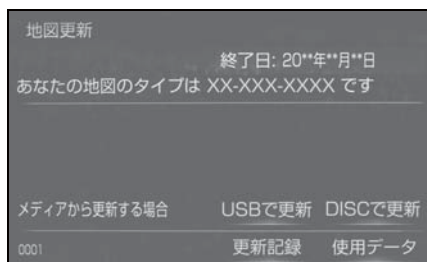 地図更新
終了日: 20**年**月**日
あなたの地図のタイプは XX-XXX-XXXX です
メディアから更新する場合 USBで更新 DISCで更新
0001 更新記録 使用データ